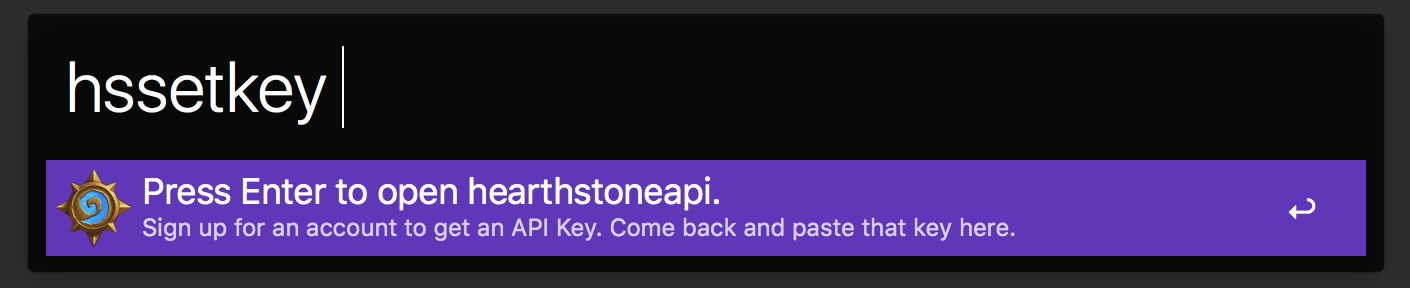 hssetkey
Press Enter to open hearthstoneapi.
Sign up for an account to get an API Key. Come back and paste that key here.